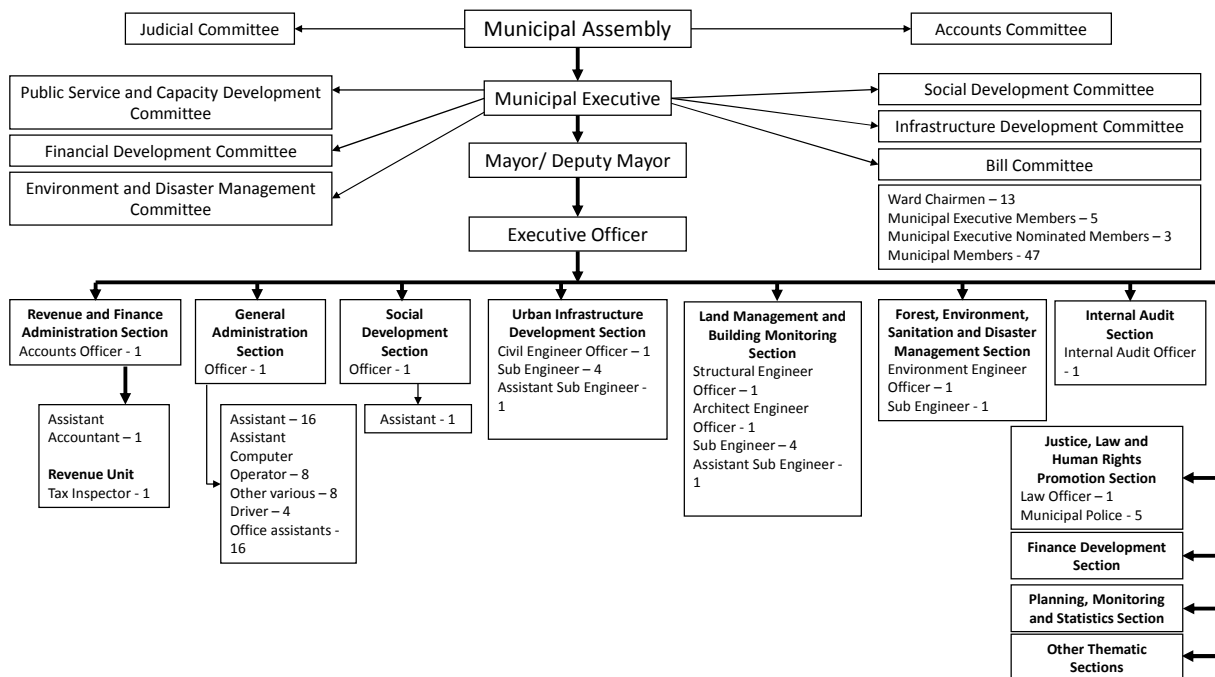 Municipal Assembly
Judicial Committee
Accounts Committee
Municipal Executive
Public Service and Capacity Development
Committee
Financial Development Committee
Environment and Disaster Management
Committee
Social Development Committee
Infrastructure Development Committee
Bill Committee
Mayor/ Deputy Mayor
Executive Officer
Ward Chairmen – 13
Municipal Executive Members – 5
Municipal Executive Nominated Members – 3
Municipal Members - 47
Revenue and Finance
Administration Section
Accounts Officer - 1
Assistant
Accountant – 1
Revenue Unit
Tax Inspector - 1
General
Administration
Section
Officer - 1
Assistant – 16
Assistant
Computer
Operator – 8
Other various – 8
Driver – 4
Office assistants -
16
Social
Development
Section
Officer - 1
Assistant - 1
Urban Infrastructure
Development Section
Civil Engineer Officer – 1
Sub Engineer – 4
Assistant Sub Engineer -
1
Land Management and
Building Monitoring
Section
Structural Engineer
Officer – 1
Architect Engineer
Officer - 1
Sub Engineer – 4
Assistant Sub Engineer -
1
Forest, Environment,
Sanitation and Disaster
Management Section
Environment Engineer
Officer – 1
Sub Engineer - 1
Internal Audit
Section
Internal Audit Officer
- 1
Justice, Law and
Human Rights
Promotion Section
Law Officer – 1
Municipal Police - 5
Finance Development
Section
Planning, Monitoring
and Statistics Section
Other Thematic
Sections